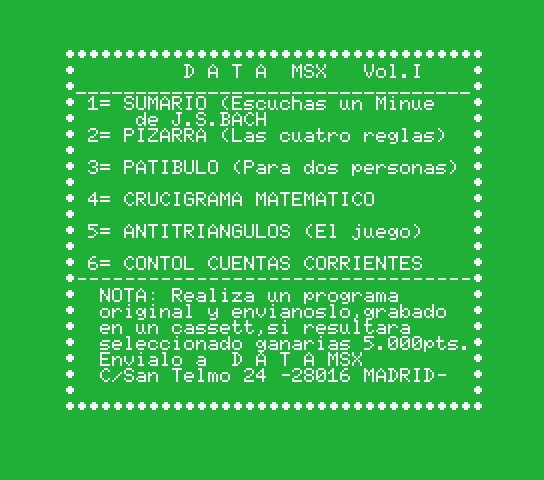 D A T A  MSX   Vol.I
1= SUMARIO (Escuchas un Minue
de J.S.BACH
2= PIZARRA (Las cuatro reglas)
3= PATIBULO (Para dos personas)
4= CRUCIGRAMA MATEMATICO
5= ANTITRIANGULOS (El juego)
6= CONTOL CUENTAS CORRIENTES
NOTA: Realiza un programa
original y envianoslo,grabado
en un cassett,si resultara
seleccionado ganarias 5.000pts.
Envialo a  D A T A MSX
C/San Telmo 24 -28016 MADRID-